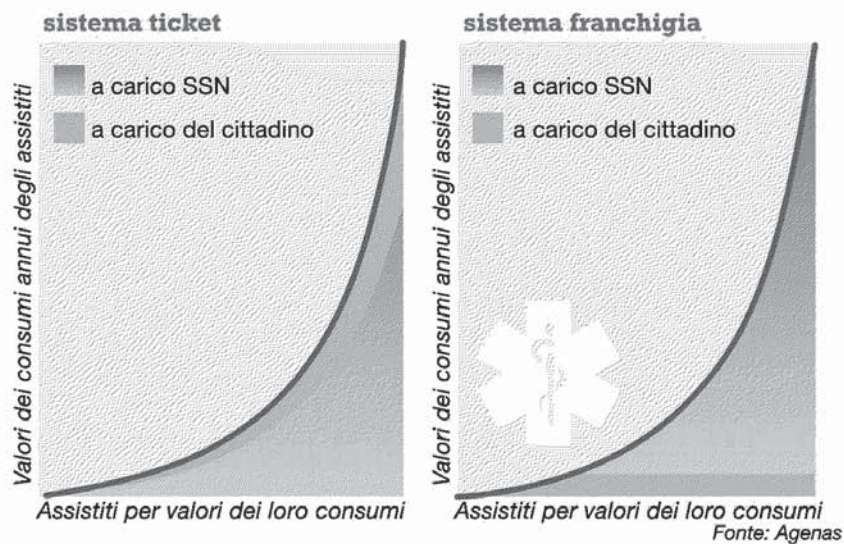 sistema ticket
a carico SSN
a carico del cittadino
Valori dei consumi annui degli assistiti
Assistiti per valori dei loro consumi
sistema franchigia
a carico SSN
a carico del cittadino
Valori dei consumi annui degli assistiti
Assistiti per valori dei loro consumi
Fonte: Agenas